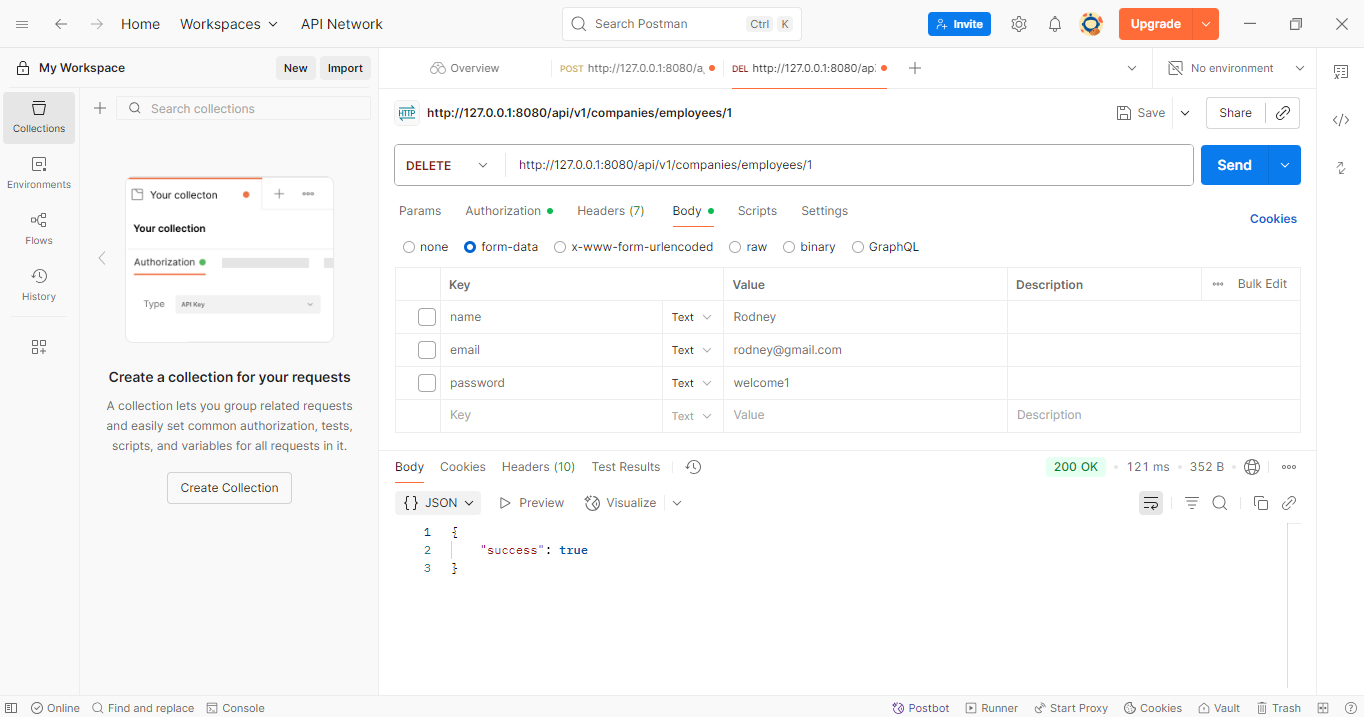 Home Workspaces API Network Search Postman Ctrl K Invite Upgrade
My Workspace New Import
Overview POST http://127.0.0.1:8080/a DEL http://127.0.0.1:8080/ap No environment
Collections
Environments
Flows
History
Search collections
Your collecton
Your collection
Authorization
Type API Key
Create a collection for your requests
A collection lets you group related requests
and easily set common authorization, tests,
scripts, and variables for all requests in it.
Create Collection
HTTP http://127.0.0.1:8080/api/v1/companies/employees/1 Save Share
DELETE http://127.0.0.1:8080/api/v1/companies/employees/1 Send
Params Authorization Headers (7) Body Scripts Settings Cookies
none form-data x-www-form-urlencoded raw binary GraphQL
Key Value Description Bulk Edit
name Text Rodney
email Text rodney@gmail.com
password Text welcome1
Key Text Value Description
Body Cookies Headers (10) Test Results 200 OK 121 ms 352 B
{} JSON Preview Visualize
1 {
2 "success": true
3 }
Online Find and replace Console Postbot Runner Start Proxy Cookies Vault Trash